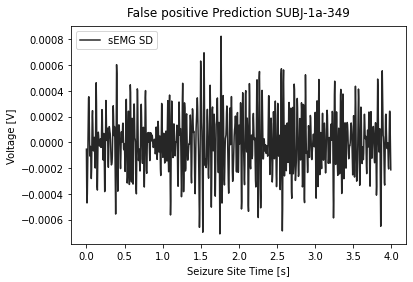 False positive Prediction SUBJ-1a-349
sEMG SD
0.0008
0.0006
0.0004
0.0002
0.0000
−0.0002
−0.0004
−0.0006
Voltage [V]
0.0 0.5 1.0 1.5 2.0 2.5 3.0 3.5 4.0
Seizure Site Time [s]